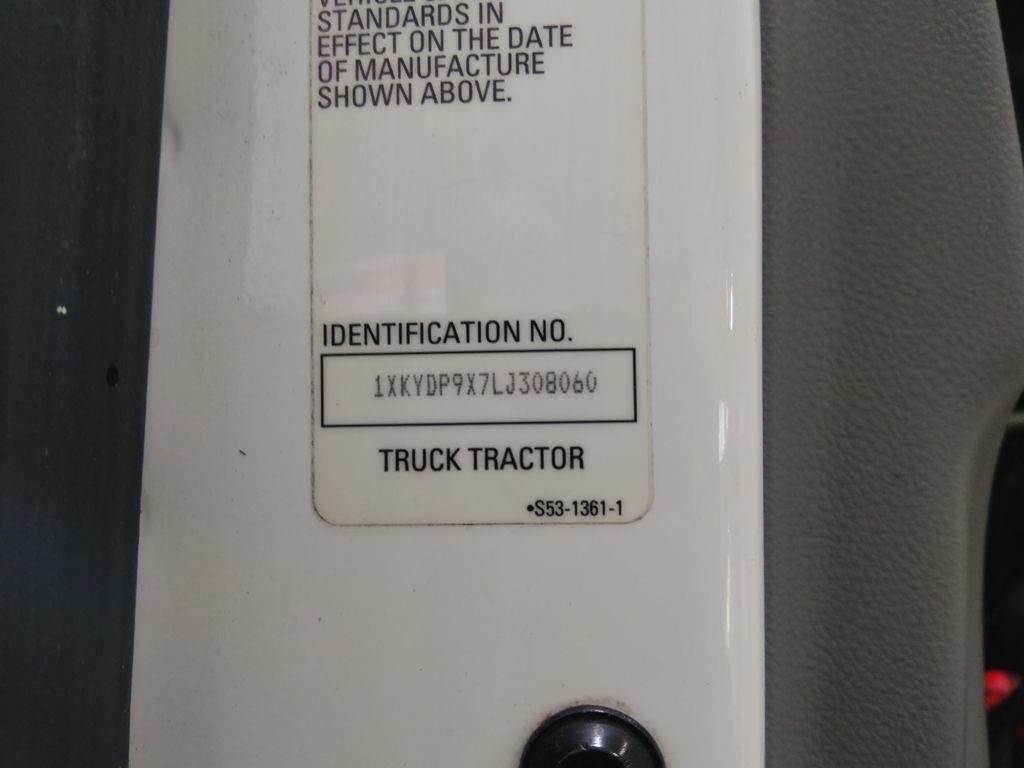 STANDARDS IN
EFFECT ON THE DATE
OF MANUFACTURE
SHOWN ABOVE.
IDENTIFICATION NO.
1XKYDP9X7LJ308060
TRUCK TRACTOR
•S53-1361-1